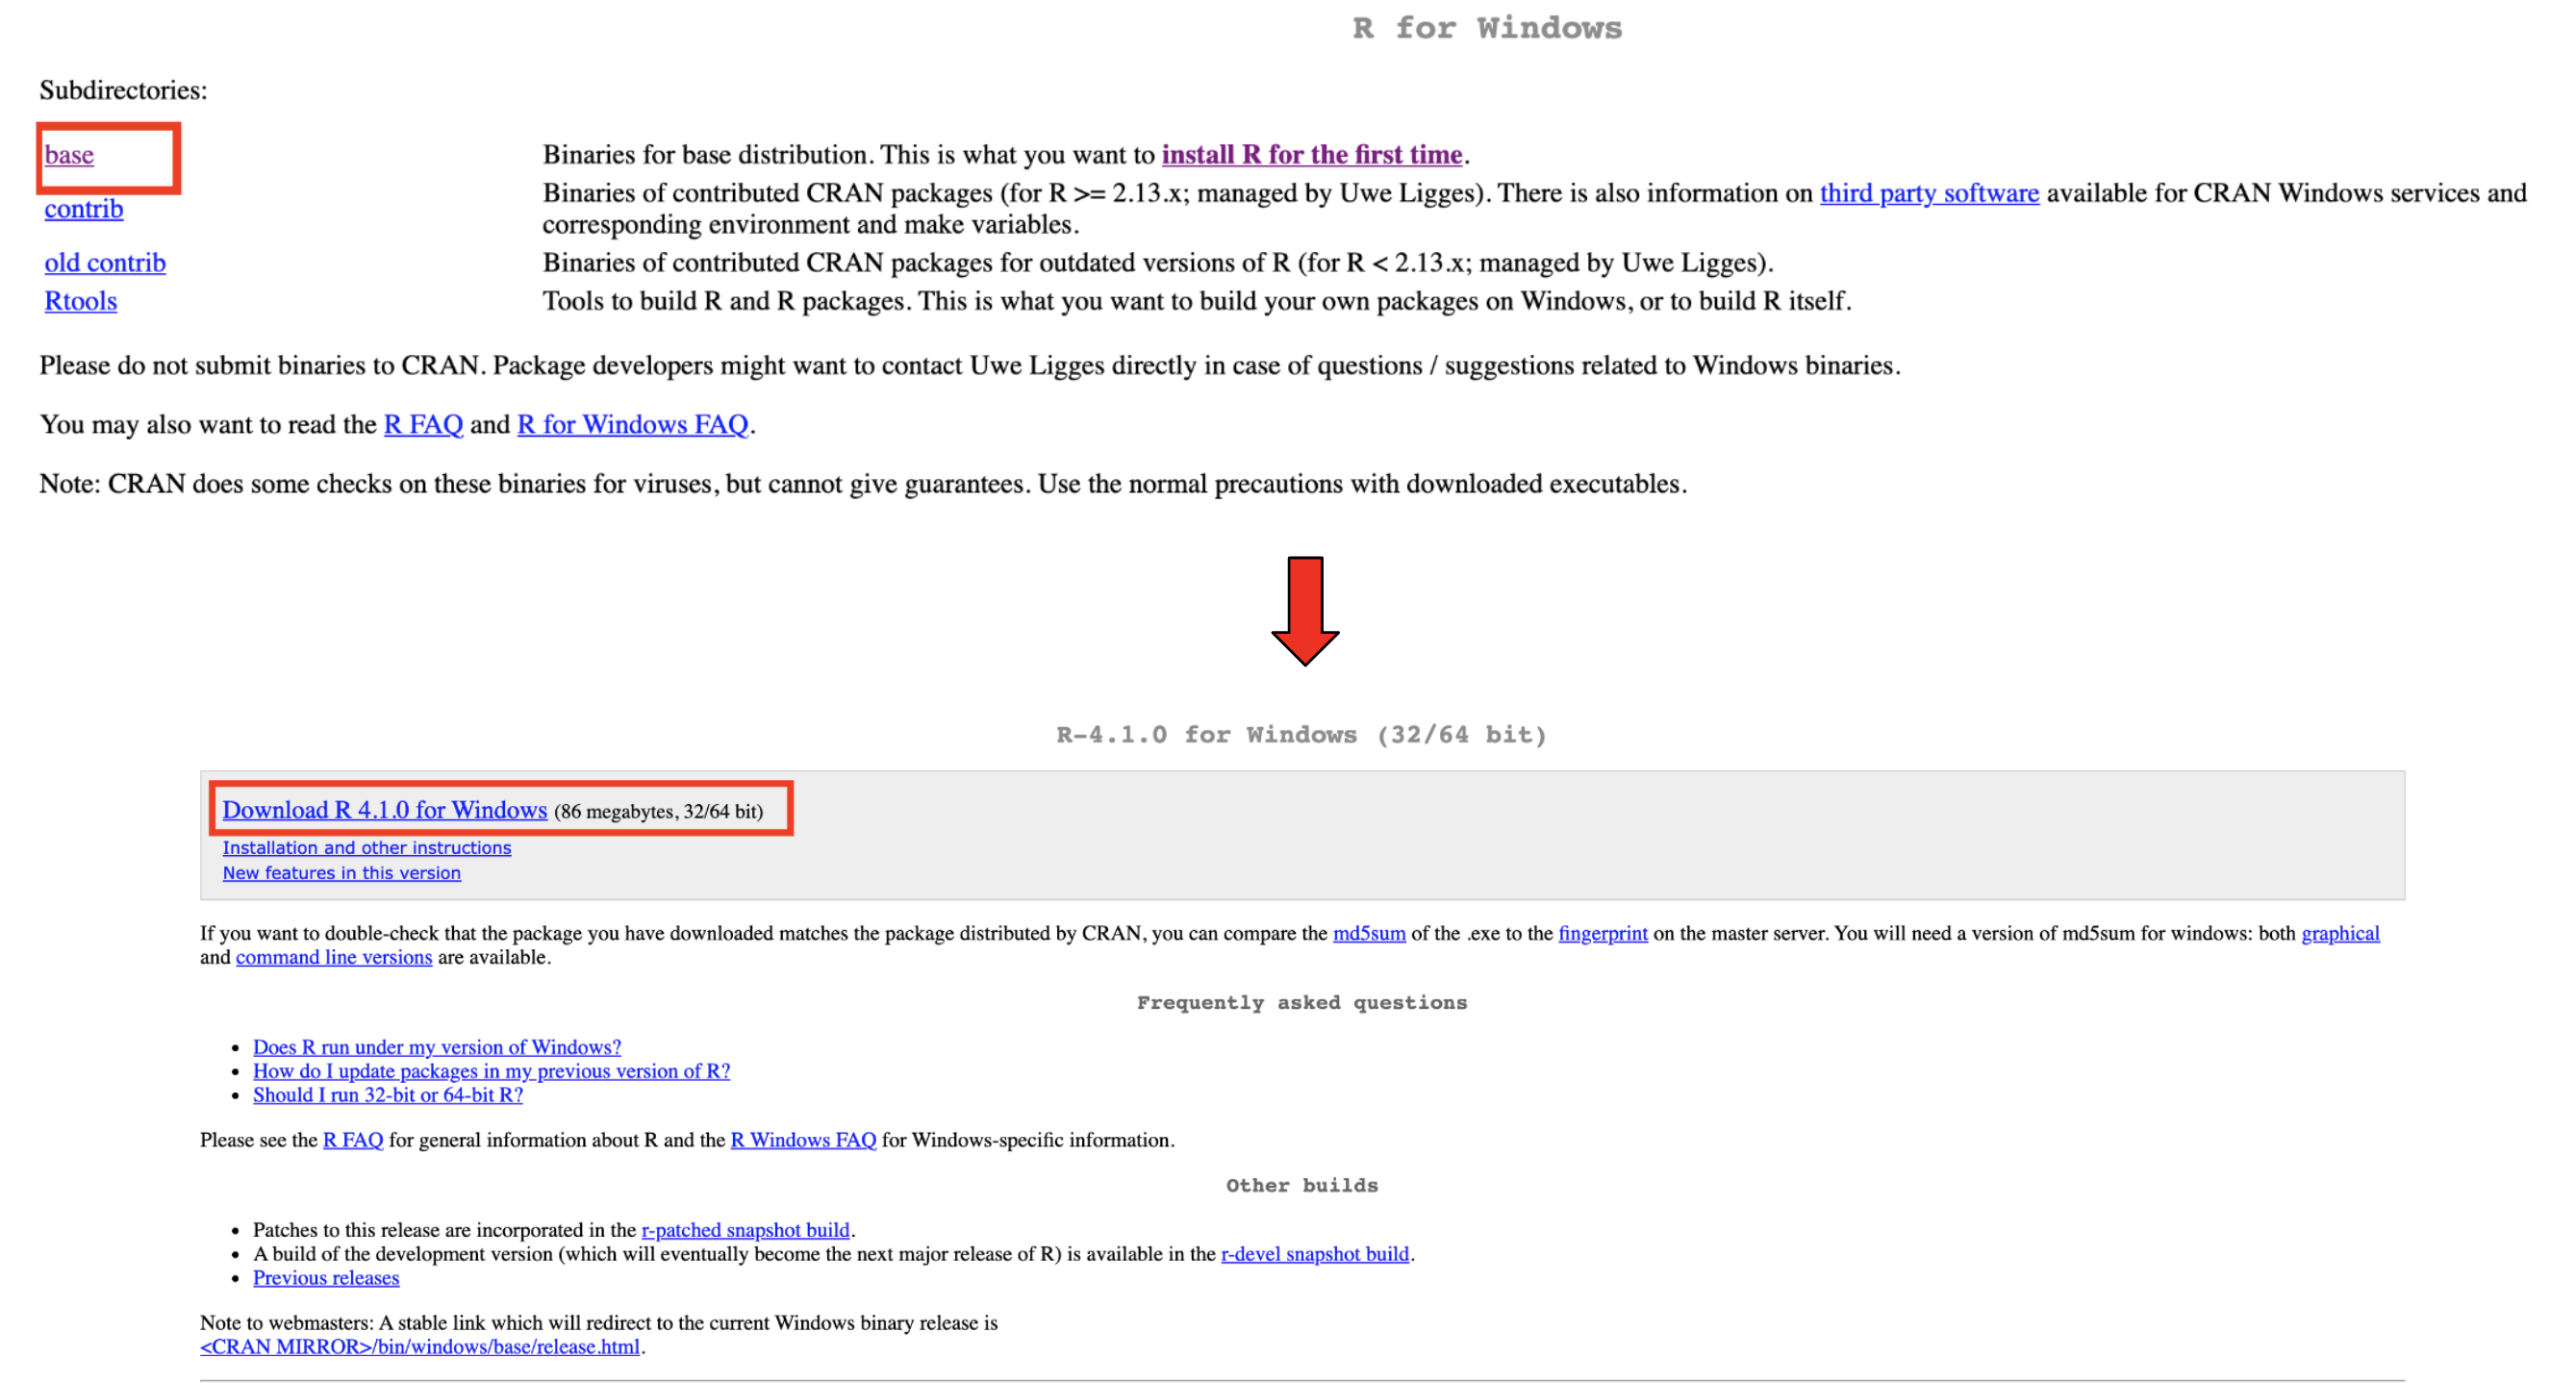 R for Windows
Subdirectories:
base Binaries for base distribution. This is what you want to install R for the first time.
contrib Binaries of contributed CRAN packages (for R >= 2.13.x; managed by Uwe Ligges). There is also information on third party software available for CRAN Windows services and
corresponding environment and make variables.
old contrib Binaries of contributed CRAN packages for outdated versions of R (for R < 2.13.x; managed by Uwe Ligges).
Rtools Tools to build R and R packages. This is what you want to build your own packages on Windows, or to build R itself.
Please do not submit binaries to CRAN. Package developers might want to contact Uwe Ligges directly in case of questions / suggestions related to Windows binaries.
You may also want to read the R FAQ and R for Windows FAQ.
Note: CRAN does some checks on these binaries for viruses, but cannot give guarantees. Use the normal precautions with downloaded executables.
R-4.1.0 for Windows (32/64 bit)
Download R 4.1.0 for Windows (86 megabytes, 32/64 bit)
Installation and other instructions
New features in this version
If you want to double-check that the package you have downloaded matches the package distributed by CRAN, you can compare the md5sum of the .exe to the fingerprint on the master server. You will need a version of md5sum for windows: both graphical
and command line versions are available.
Frequently asked questions
• Does R run under my version of Windows?
• How do I update packages in my previous version of R?
• Should I run 32-bit or 64-bit R?
Please see the R FAQ for general information about R and the R Windows FAQ for Windows-specific information.
Other builds
• Patches to this release are incorporated in the r-patched snapshot build.
• A build of the development version (which will eventually become the next major release of R) is available in the r-devel snapshot build.
• Previous releases
Note to webmasters: A stable link which will redirect to the current Windows binary release is
<CRAN MIRROR>/bin/windows/base/release.html.